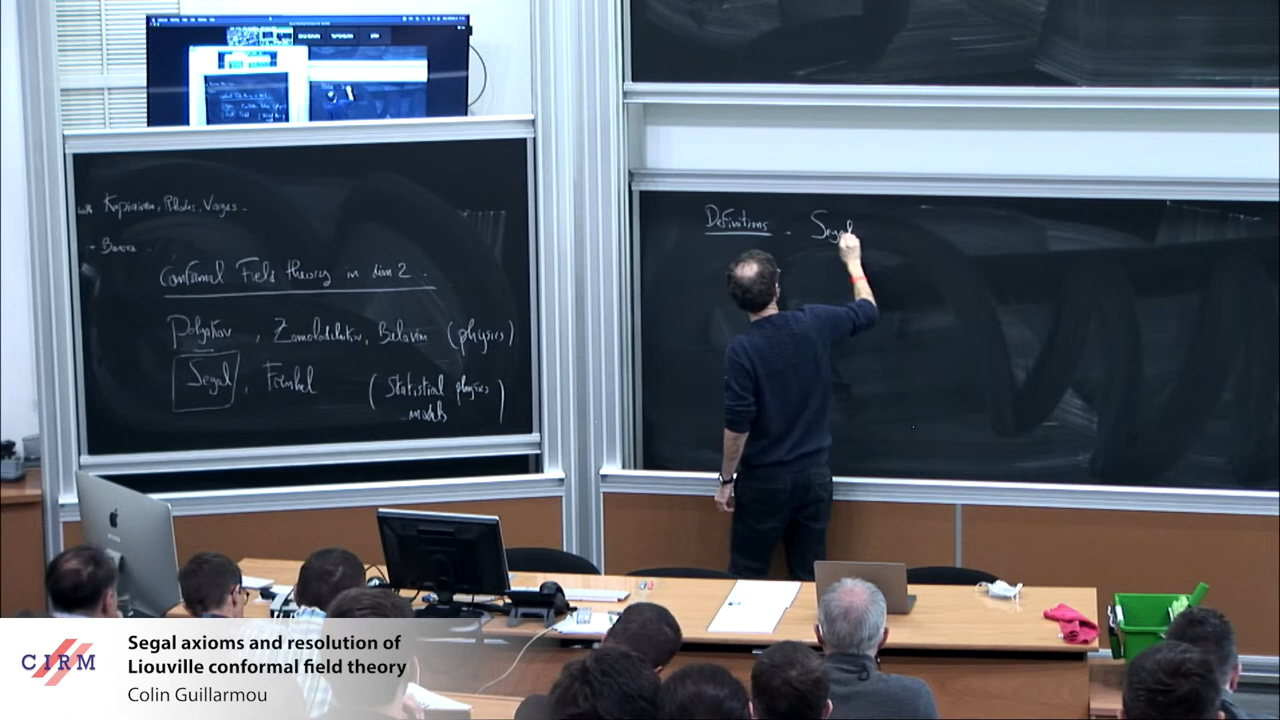 with Kupiainen, Rhodes, Vargas.
+ Baverez.
Conformal Field theory in dim 2.
Polyakov, Zamolodchikov, Belavin (physics)
Segal, Frenkel (Statistical physics
models)
Definitions. Segal
CIRM
Segal axioms and resolution of
Liouville conformal field theory
Colin Guillarmou